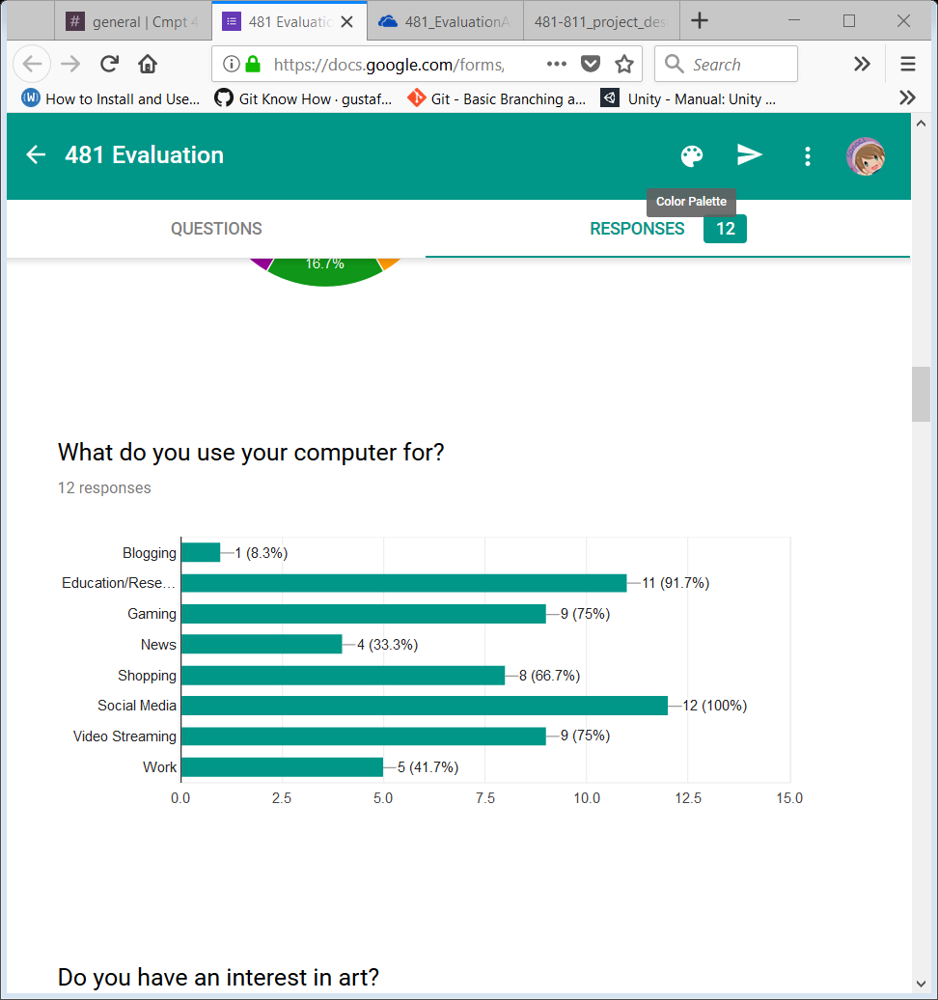 # general | Cmpt 4
481 Evaluatio
481_EvaluationA
481-811_project_des
https://docs.google.com/forms,
Search
How to Install and Use...
Git Know How · gustaf...
Git - Basic Branching a...
Unity - Manual: Unity ...
481 Evaluation
Color Palette
QUESTIONS
RESPONSES 12
16.7%
What do you use your computer for?
12 responses
Blogging 1 (8.3%)
Education/Rese... 11 (91.7%)
Gaming 9 (75%)
News 4 (33.3%)
Shopping 8 (66.7%)
Social Media 12 (100%)
Video Streaming 9 (75%)
Work 5 (41.7%)
0.0 2.5 5.0 7.5 10.0 12.5 15.0
Do you have an interest in art?